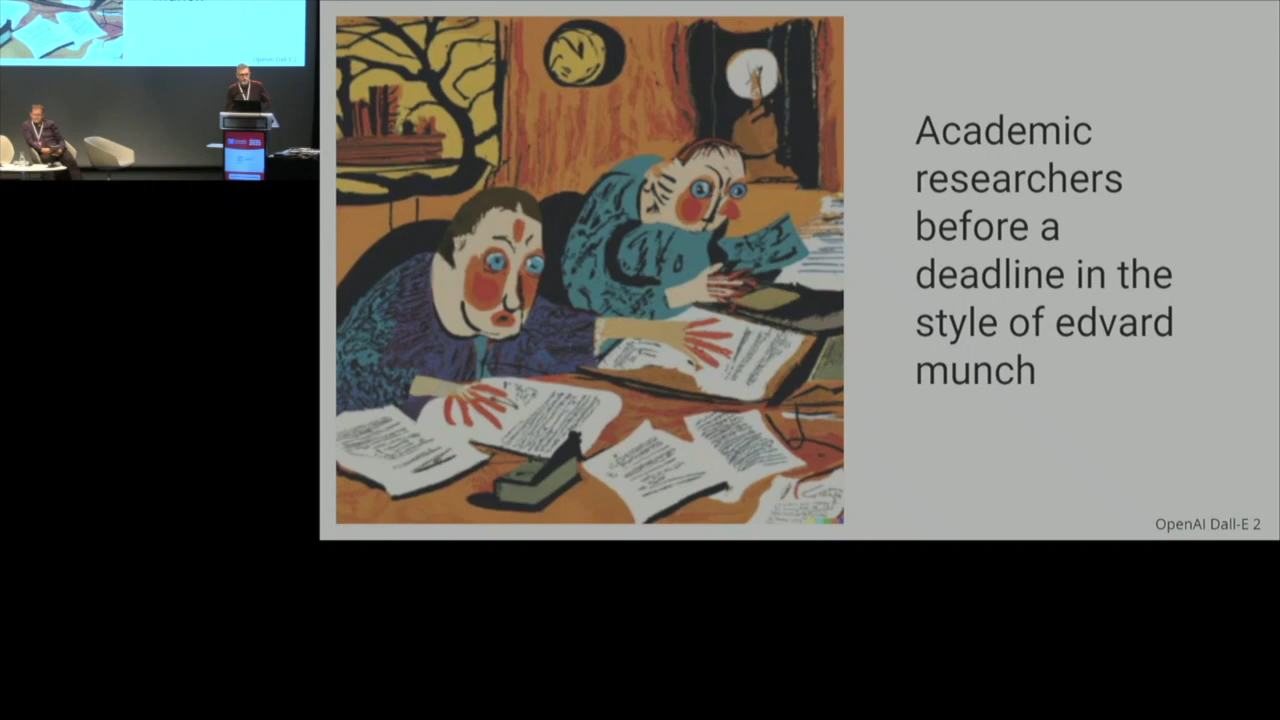 Academic
researchers
before a
deadline in the
style of edvard
munch
OpenAI Dall-E 2